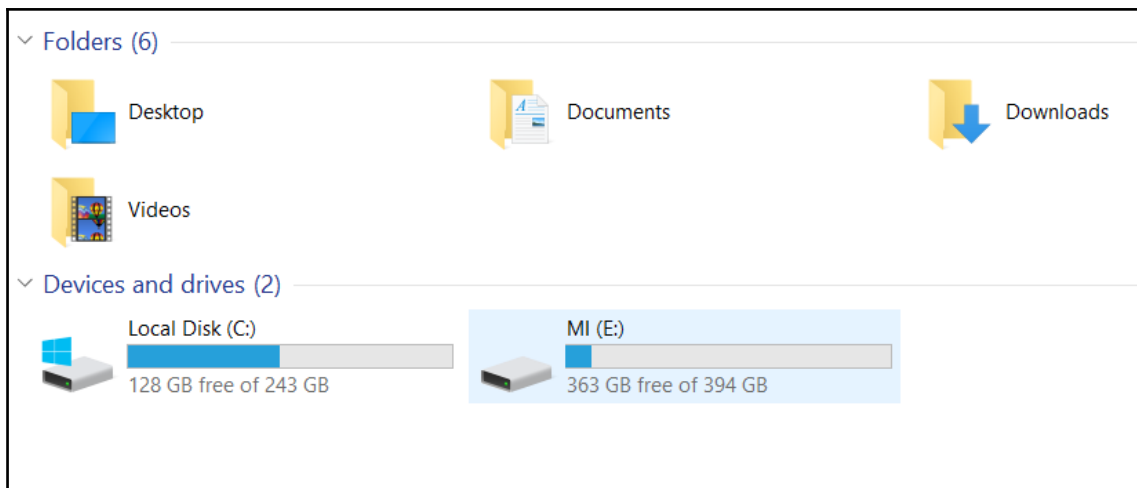 Folders (6)
Desktop
Documents
Downloads
Videos
Devices and drives (2)
Local Disk (C:)
128 GB free of 243 GB
MI (E:)
363 GB free of 394 GB